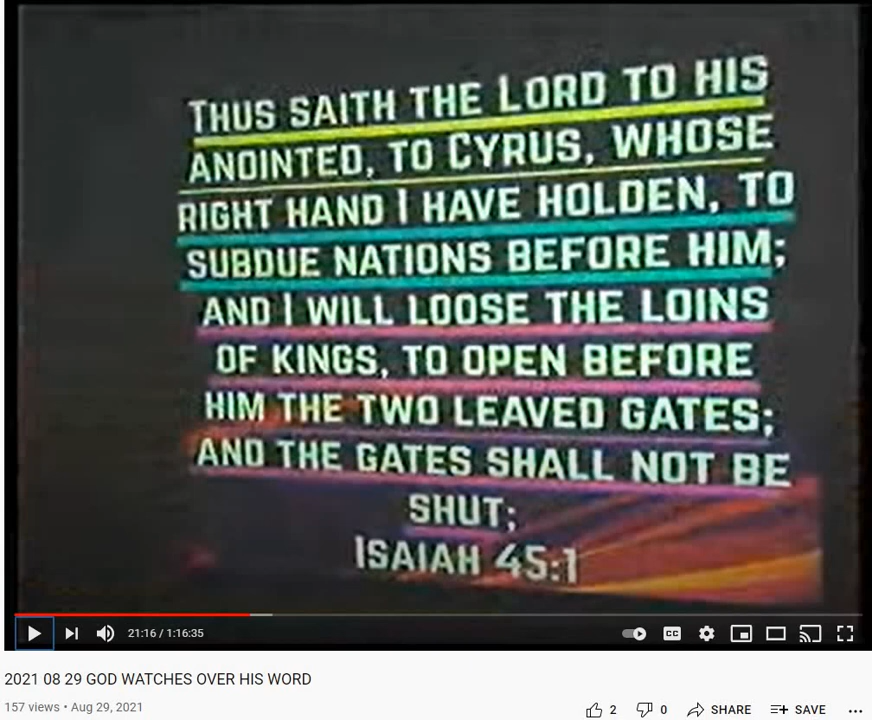 THUS SAITH THE LORD TO HIS
ANOINTED, TO CYRUS, WHOSE
RIGHT HAND I HAVE HOLDEN, TO
SUBDUE NATIONS BEFORE HIM;
AND I WILL LOOSE THE LOINS
OF KINGS, TO OPEN BEFORE
HIM THE TWO LEAVED GATES;
AND THE GATES SHALL NOT BE
SHUT;
ISAIAH 45:1
21:16 / 1:16:35
CC
2021 08 29 GOD WATCHES OVER HIS WORD
157 views • Aug 29, 2021
2
0
SHARE
SAVE